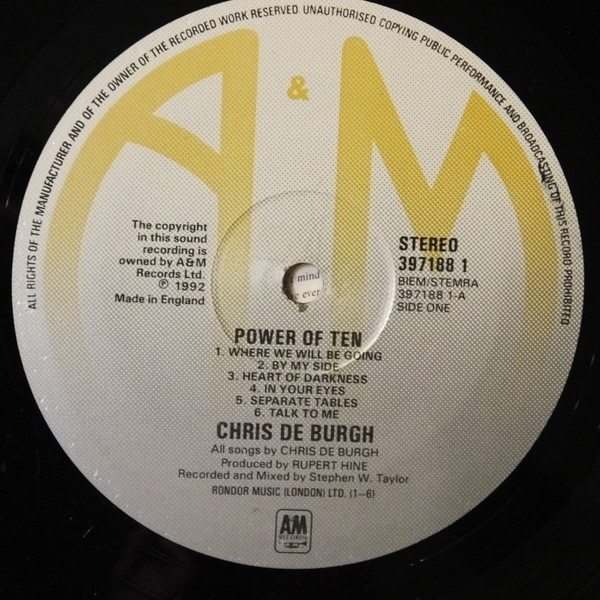 ALL RIGHTS OF THE MANUFACTURER AND OF THE OWNER OF THE RECORDED WORK RESERVED UNAUTHORISED COPYING PUBLIC PERFORMANCE AND BROADCASTING OF THIS RECORD PROHIBITED
A & M
The copyright
in this sound
recording is
owned by A&M
Records Ltd.
℗ 1992
Made in England
STEREO
397188 1
BIEM/STEMRA
397188 1-A
SIDE ONE
mind
ever
POWER OF TEN
1. WHERE WE WILL BE GOING
2. BY MY SIDE
3. HEART OF DARKNESS
4. IN YOUR EYES
5. SEPARATE TABLES
6. TALK TO ME
CHRIS DE BURGH
All songs by CHRIS DE BURGH
Produced by RUPERT HINE
Recorded and Mixed by Stephen W. Taylor
RONDOR MUSIC (LONDON) LTD. (1-6)
A&M
RECORDS